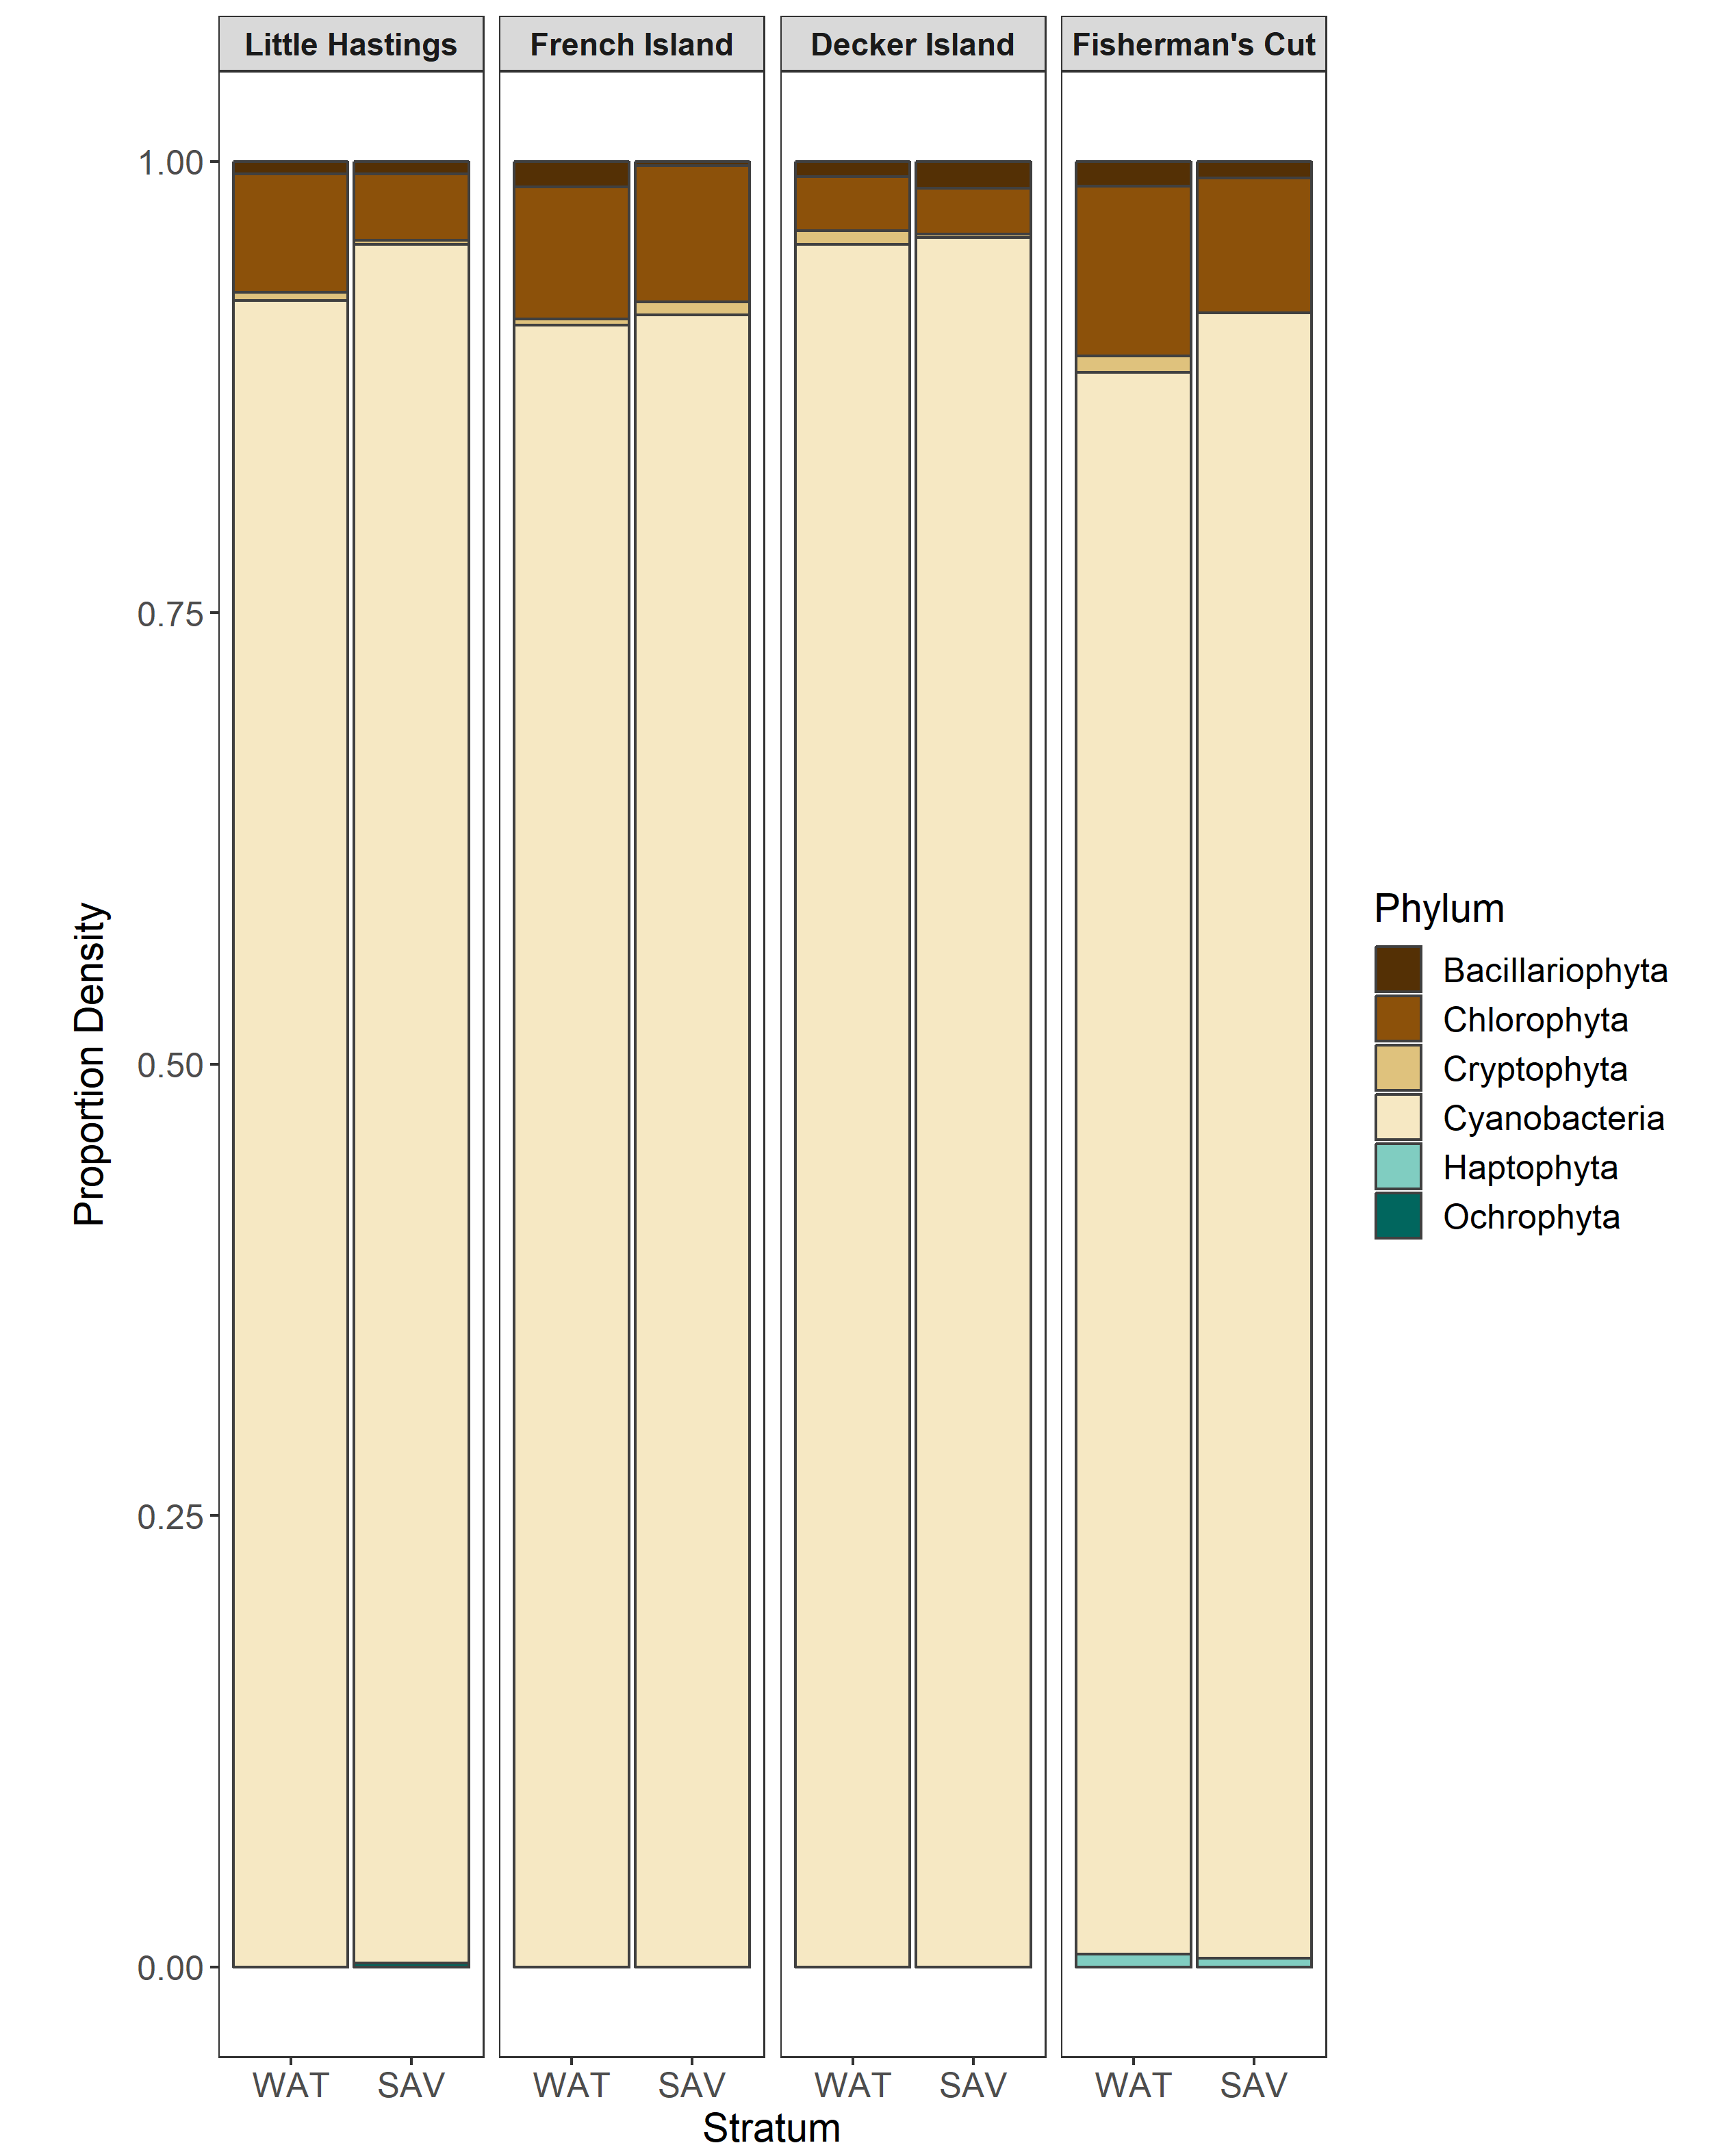 Little Hastings French Island Decker Island Fisherman's Cut
1.00
0.75
0.50
0.25
0.00
Proportion Density
WAT SAV WAT SAV WAT SAV WAT SAV
Stratum
Phylum
Bacillariophyta
Chlorophyta
Cryptophyta
Cyanobacteria
Haptophyta
Ochrophyta